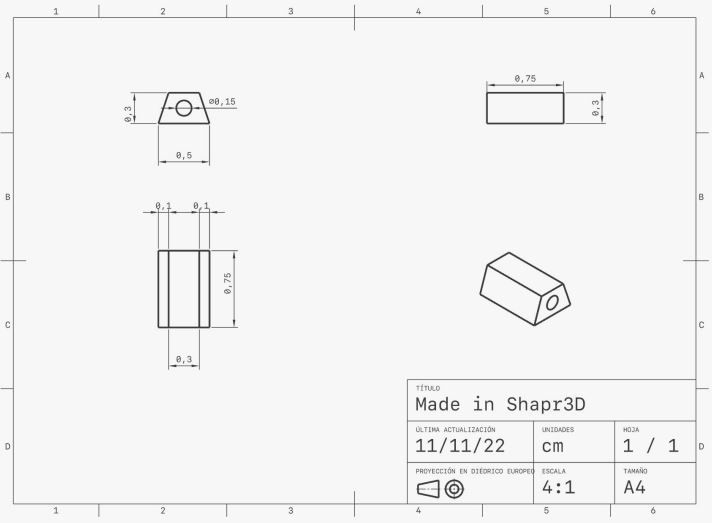 1 2 3 4 5 6
A A
0,75
⌀0,15
0,3
0,3
0,5
B B
0,1 0,1
0,75
C C
0,3
TÍTULO
Made in Shapr3D
ÚLTIMA ACTUALIZACIÓN UNIDADES HOJA
11/11/22 cm 1 / 1
D D
PROYECCIÓN EN DIÉDRICO EUROPEO ESCALA TAMAÑO
4:1 A4
1 2 3 4 5 6